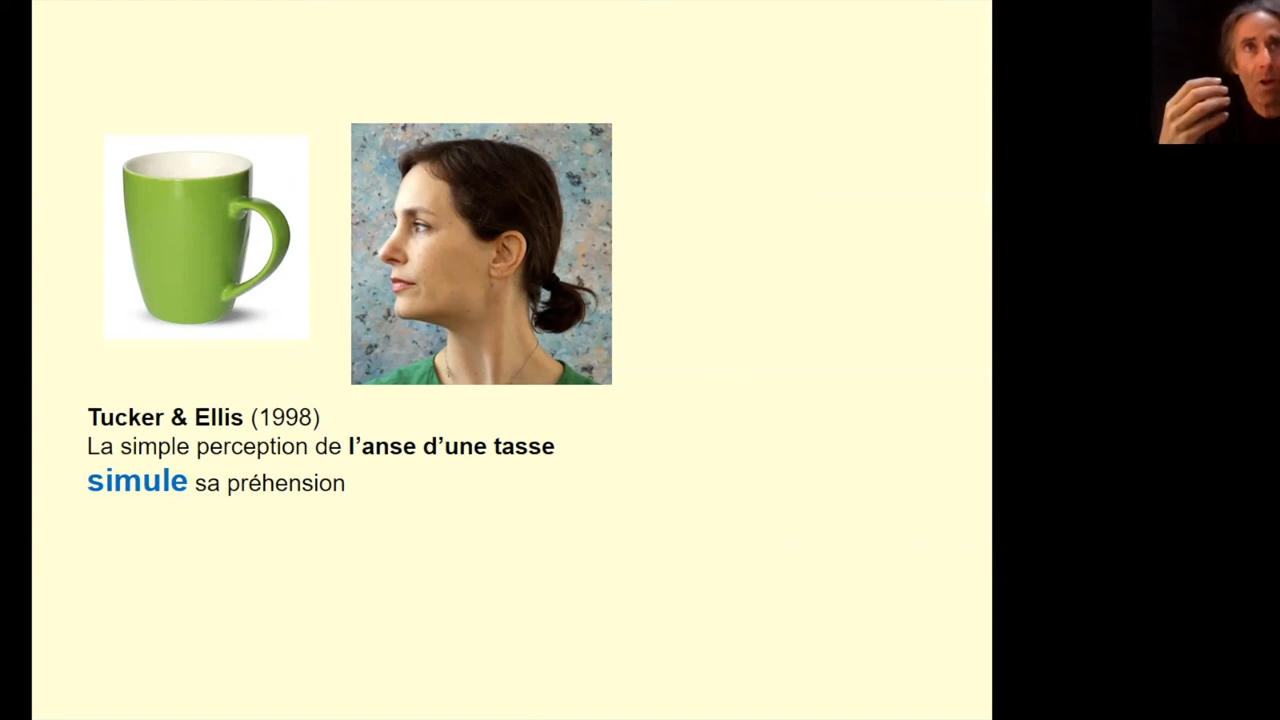 Tucker & Ellis (1998)
La simple perception de l’anse d’une tasse
simule sa préhension